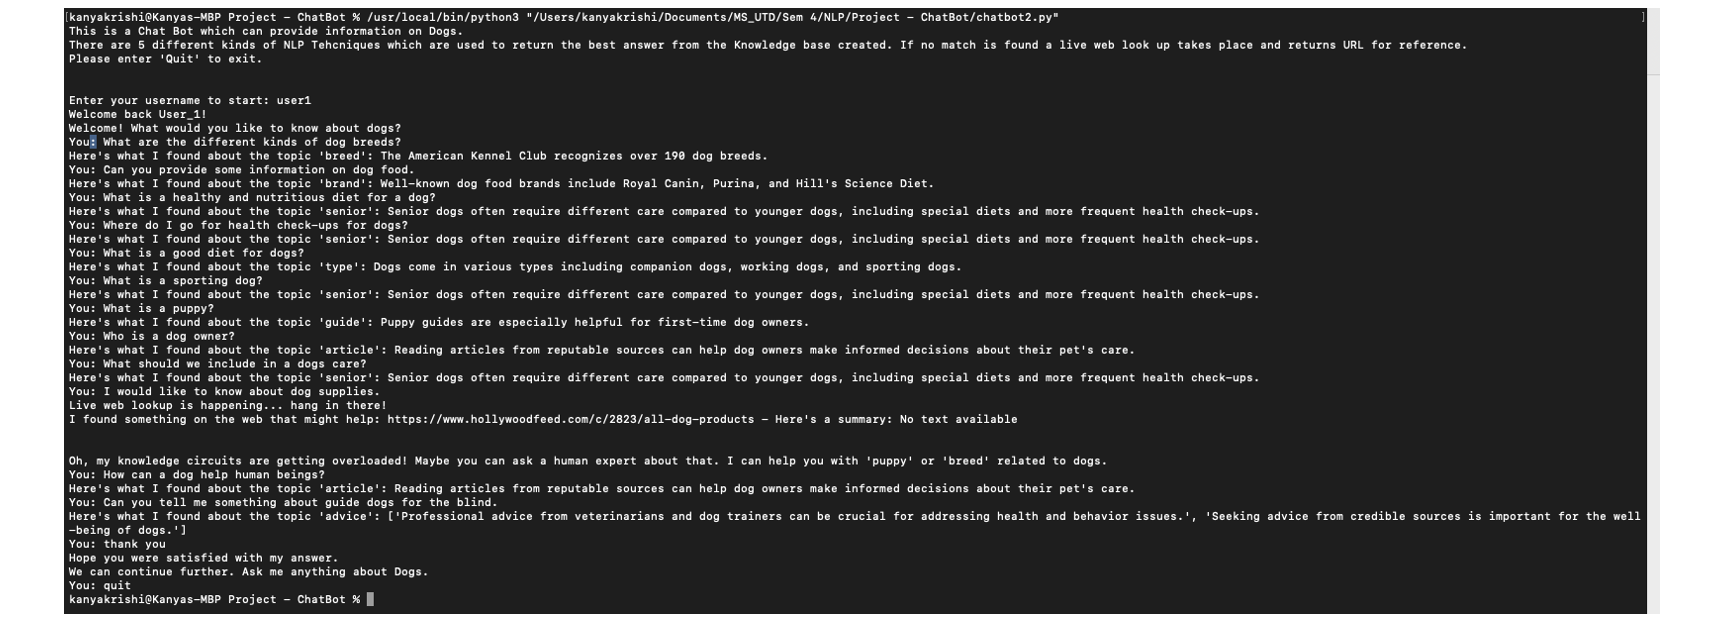 [kanyakrishi@Kanyas-MBP Project - ChatBot % /usr/local/bin/python3 "/Users/kanyakrishi/Documents/MS_UTD/Sem 4/NLP/Project - ChatBot/chatbot2.py" ]
This is a Chat Bot which can provide information on Dogs.
There are 5 different kinds of NLP Tehcniques which are used to return the best answer from the Knowledge base created. If no match is found a live web look up takes place and returns URL for reference.
Please enter 'Quit' to exit.
Enter your username to start: user1
Welcome back User_1!
Welcome! What would you like to know about dogs?
You: What are the different kinds of dog breeds?
Here's what I found about the topic 'breed': The American Kennel Club recognizes over 190 dog breeds.
You: Can you provide some information on dog food.
Here's what I found about the topic 'brand': Well-known dog food brands include Royal Canin, Purina, and Hill's Science Diet.
You: What is a healthy and nutritious diet for a dog?
Here's what I found about the topic 'senior': Senior dogs often require different care compared to younger dogs, including special diets and more frequent health check-ups.
You: Where do I go for health check-ups for dogs?
Here's what I found about the topic 'senior': Senior dogs often require different care compared to younger dogs, including special diets and more frequent health check-ups.
You: What is a good diet for dogs?
Here's what I found about the topic 'type': Dogs come in various types including companion dogs, working dogs, and sporting dogs.
You: What is a sporting dog?
Here's what I found about the topic 'senior': Senior dogs often require different care compared to younger dogs, including special diets and more frequent health check-ups.
You: What is a puppy?
Here's what I found about the topic 'guide': Puppy guides are especially helpful for first-time dog owners.
You: Who is a dog owner?
Here's what I found about the topic 'article': Reading articles from reputable sources can help dog owners make informed decisions about their pet's care.
You: What should we include in a dogs care?
Here's what I found about the topic 'senior': Senior dogs often require different care compared to younger dogs, including special diets and more frequent health check-ups.
You: I would like to know about dog supplies.
Live web lookup is happening... hang in there!
I found something on the web that might help: https://www.hollywoodfeed.com/c/2823/all-dog-products - Here's a summary: No text available
Oh, my knowledge circuits are getting overloaded! Maybe you can ask a human expert about that. I can help you with 'puppy' or 'breed' related to dogs.
You: How can a dog help human beings?
Here's what I found about the topic 'article': Reading articles from reputable sources can help dog owners make informed decisions about their pet's care.
You: Can you tell me something about guide dogs for the blind.
Here's what I found about the topic 'advice': ['Professional advice from veterinarians and dog trainers can be crucial for addressing health and behavior issues.', 'Seeking advice from credible sources is important for the well
-being of dogs.']
You: thank you
Hope you were satisfied with my answer.
We can continue further. Ask me anything about Dogs.
You: quit
kanyakrishi@Kanyas-MBP Project - ChatBot %